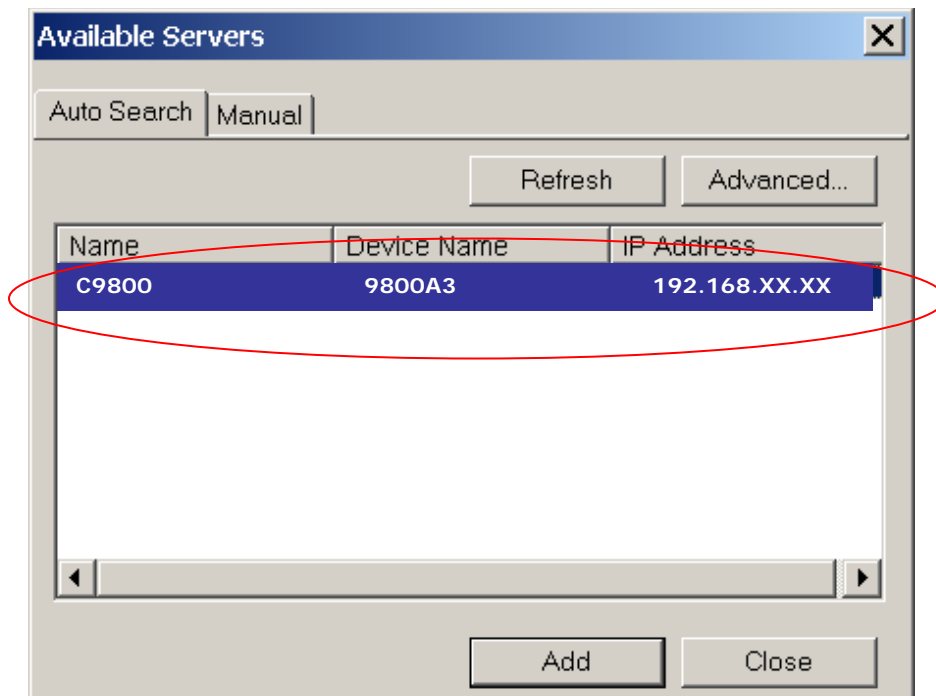 Available Servers
Auto Search Manual
Refresh Advanced...
Name Device Name IP Address
C9800 9800A3 192.168.XX.XX
Add Close